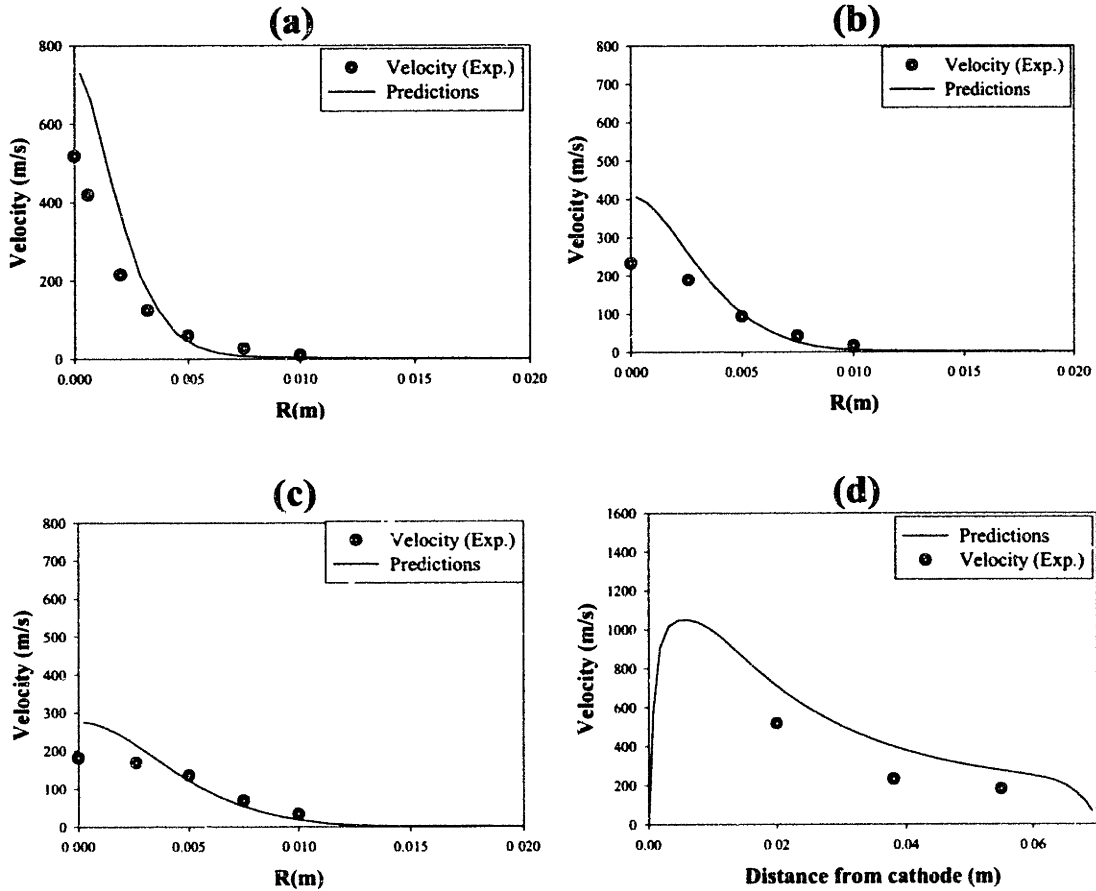 (a)
800
600
400
200
0
Velocity (m/s)
Velocity (Exp.)
Predictions
0.000
0.005
0 010
0 015
0 020
R(m)
(b)
800
700
600
500
400
300
200
100
0
Velocity (m/s)
Velocity (Exp.)
Predictions
0.000
0.005
0 010
0 015
0 020
R(m)
(c)
800
700
600
500
400
300
200
100
0
Velocity (m/s)
Velocity (Exp.)
Predictions
0 000
0.005
0 010
0 015
0 020
R(m)
(d)
1600
1400
1200
1000
800
600
400
200
0
Velocity (m/s)
Predictions
Velocity (Exp.)
0.00
0 02
0 04
0 06
Distance from cathode (m)